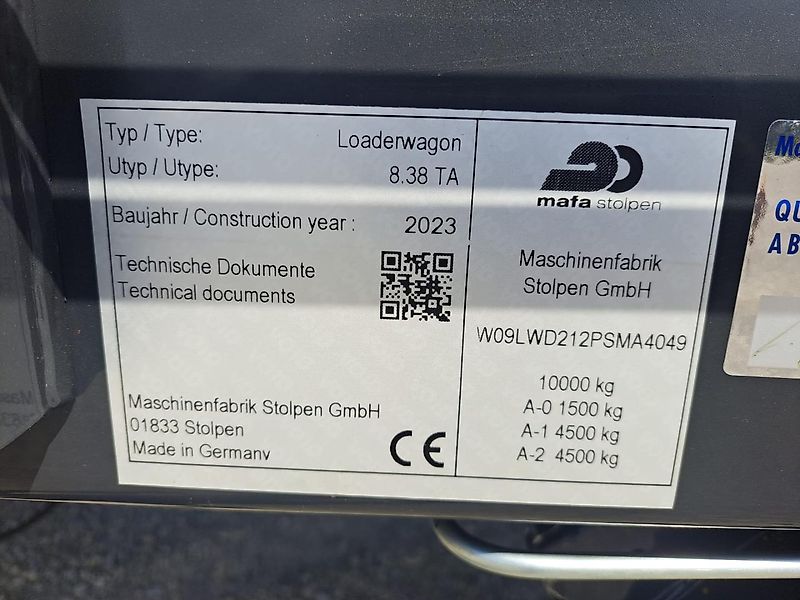 Typ / Type: Loaderwagon
Utyp / Utype: 8.38 TA
Baujahr / Construction year : 2023
Technische Dokumente
Technical documents
Maschinenfabrik Stolpen GmbH
01833 Stolpen
Made in Germany
CE
mafa stolpen
Maschinenfabrik
Stolpen GmbH
W09LWD212PSMA4049
10000 kg
A-0 1500 kg
A-1 4500 kg
A-2 4500 kg
QU
AB